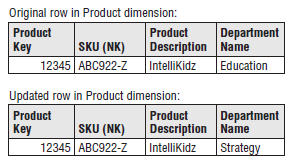 Original row in Product dimension:
Product Key SKU (NK) Product Description Department Name
12345 ABC922-Z IntelliKidz Education
Updated row in Product dimension:
Product Key SKU (NK) Product Description Department Name
12345 ABC922-Z IntelliKidz Strategy